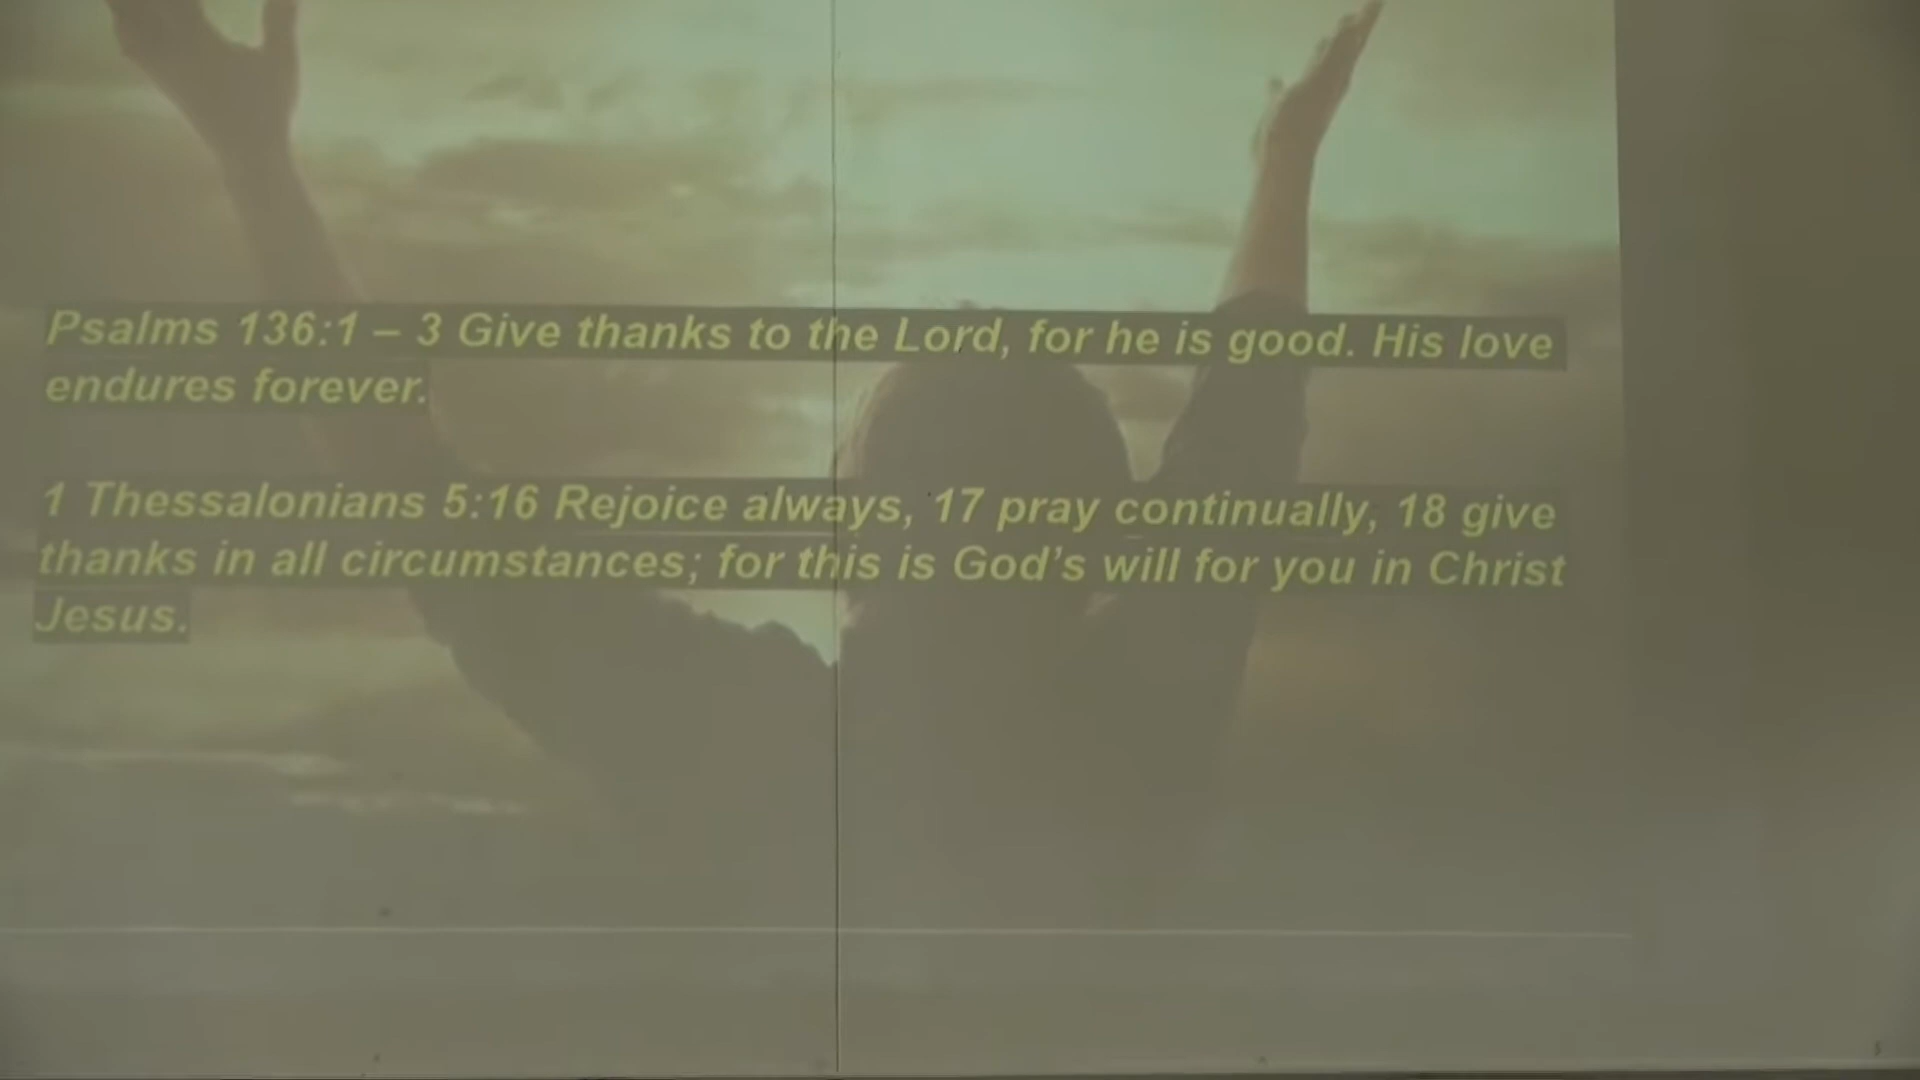 Psalms 136:1 – 3 Give thanks to the Lord, for he is good. His love
endures forever.
1 Thessalonians 5:16 Rejoice always, 17 pray continually, 18 give
thanks in all circumstances; for this is God's will for you in Christ
Jesus.